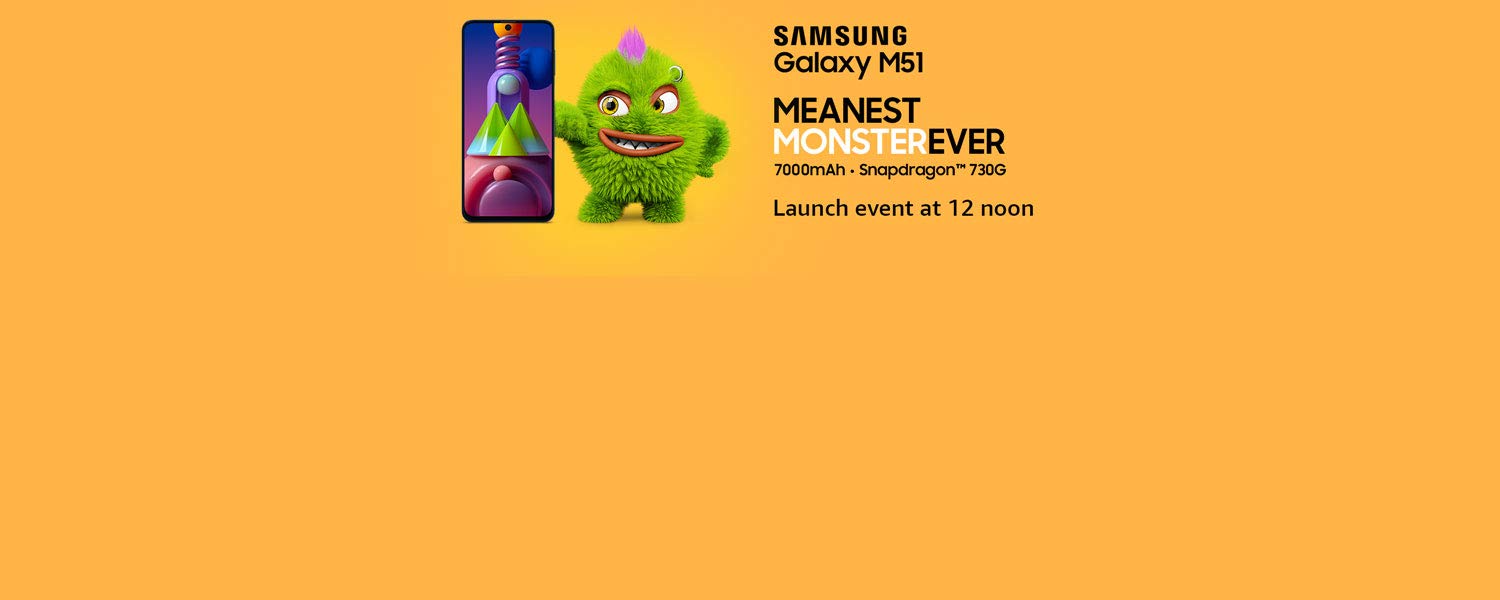 SAMSUNG
Galaxy M51
MEANEST
MONSTEREVER
7000mAh • Snapdragon™ 730G
Launch event at 12 noon